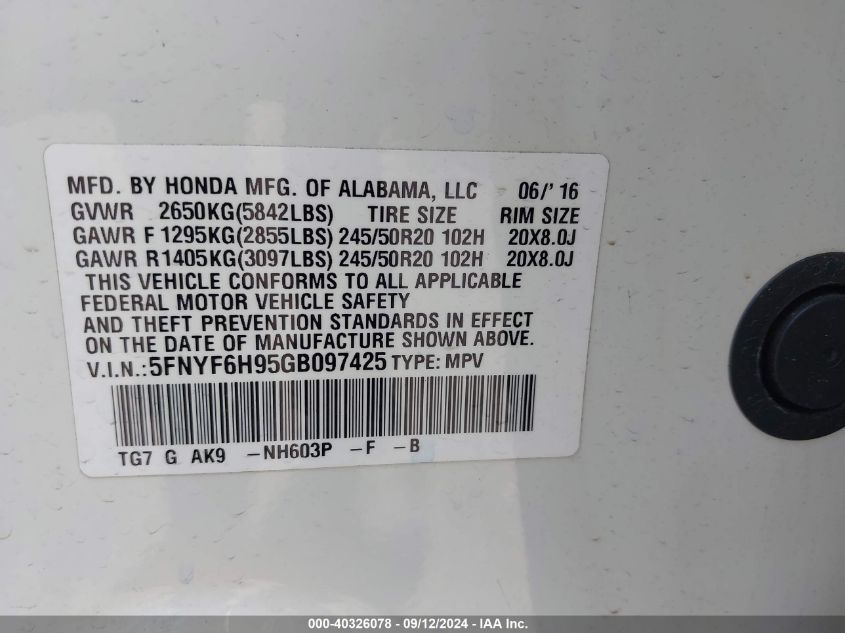 MFD. BY HONDA MFG. OF ALABAMA, LLC 06/'16
GVWR 2650KG(5842LBS) TIRE SIZE RIM SIZE
GAWR F 1295KG(2855LBS) 245/50R20 102H 20X8.0J
GAWR R1405KG(3097LBS) 245/50R20 102H 20X8.0J
THIS VEHICLE CONFORMS TO ALL APPLICABLE
FEDERAL MOTOR VEHICLE SAFETY
AND THEFT PREVENTION STANDARDS IN EFFECT
ON THE DATE OF MANUFACTURE SHOWN ABOVE.
V.I.N.:5FNYF6H95GB097425 TYPE: MPV
TG7 G AK9 -NH603P -F -B
000-40326078 - 09/12/2024 - IAA Inc.